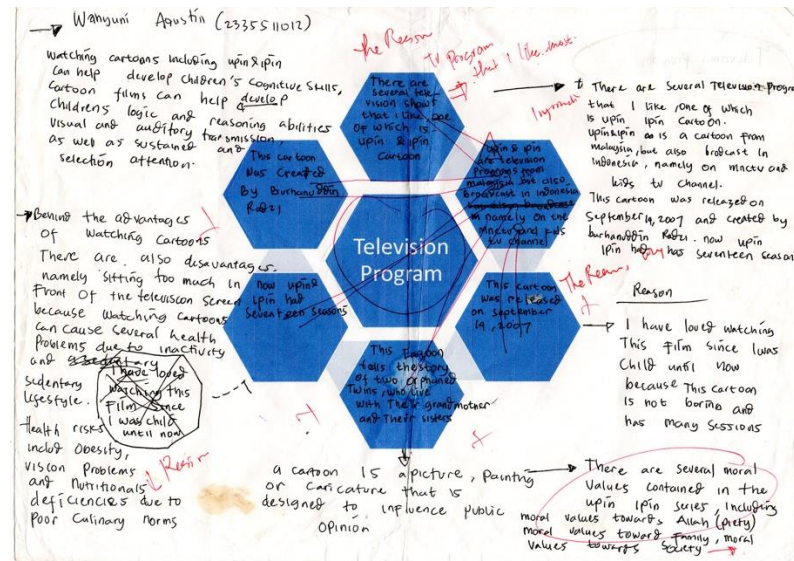 Wahyuni Agustin (2335511012)
Watching cartoons including upin & ipin
can help develop children's cognitive skills,
cartoon films can help develop
childrens logic and reasoning abilities
visual and auditory transmission,
as well as sustained and
selection attention.
Behind the advantages
Of Watching Cartoons
There are also disavantages.
namely sitting too much in
Front Of the television screen
because watching cartoons
can cause several health
Problems due to inactivity
and sedentary
sedentary
lifestyle.
Health risks
includ obesity,
vision Problems
and Nutritionals
deficiencies due to
Poor Culinary Norms
I have loved
watching this
Film since
I was child
until now
the Reason
TV Program
that I like most
There are
several tele-
vision shows
that I like one
OF which is
upin & ipin
Cartoon
This cartoon
was Created
By Burhanuddin
Radzi
upin & ipin
are television
Programs from
malaysia but also
Broadcast in Indonesia
namely on the
Mnctv and kids
tv channel
Television
Program
now upin &
ipin had
seventeen seasons
This cartoon
was released
on september
14, 2007
This cartoon
tells the story
of two orphaned
Twins, who live
with Their grandmother
and Their sisters
There are Several Television Program
that I like, one of which
is upin Ipin Cartoon.
upin & ipin is a cartoon from
malaysia, but also brodcast in
Indonesia, namely on mnctv and
kids tv channel.
This cartoon was released on
September 14, 2007 and created by
burhanuddin Radzi. now upin
Ipin has seventeen season
The Reason
Reason
I have loved watching
This film since I was
Child until now
because This cartoon
is not boring and
has many sessions
Reason
a cartoon is a picture, painting
or Caricature that is
designed to influence public
opinion
There are several moral
values contained in the
upin ipin series, including
moral values towards Allah (piety)
moral values toward family, moral
values towards society